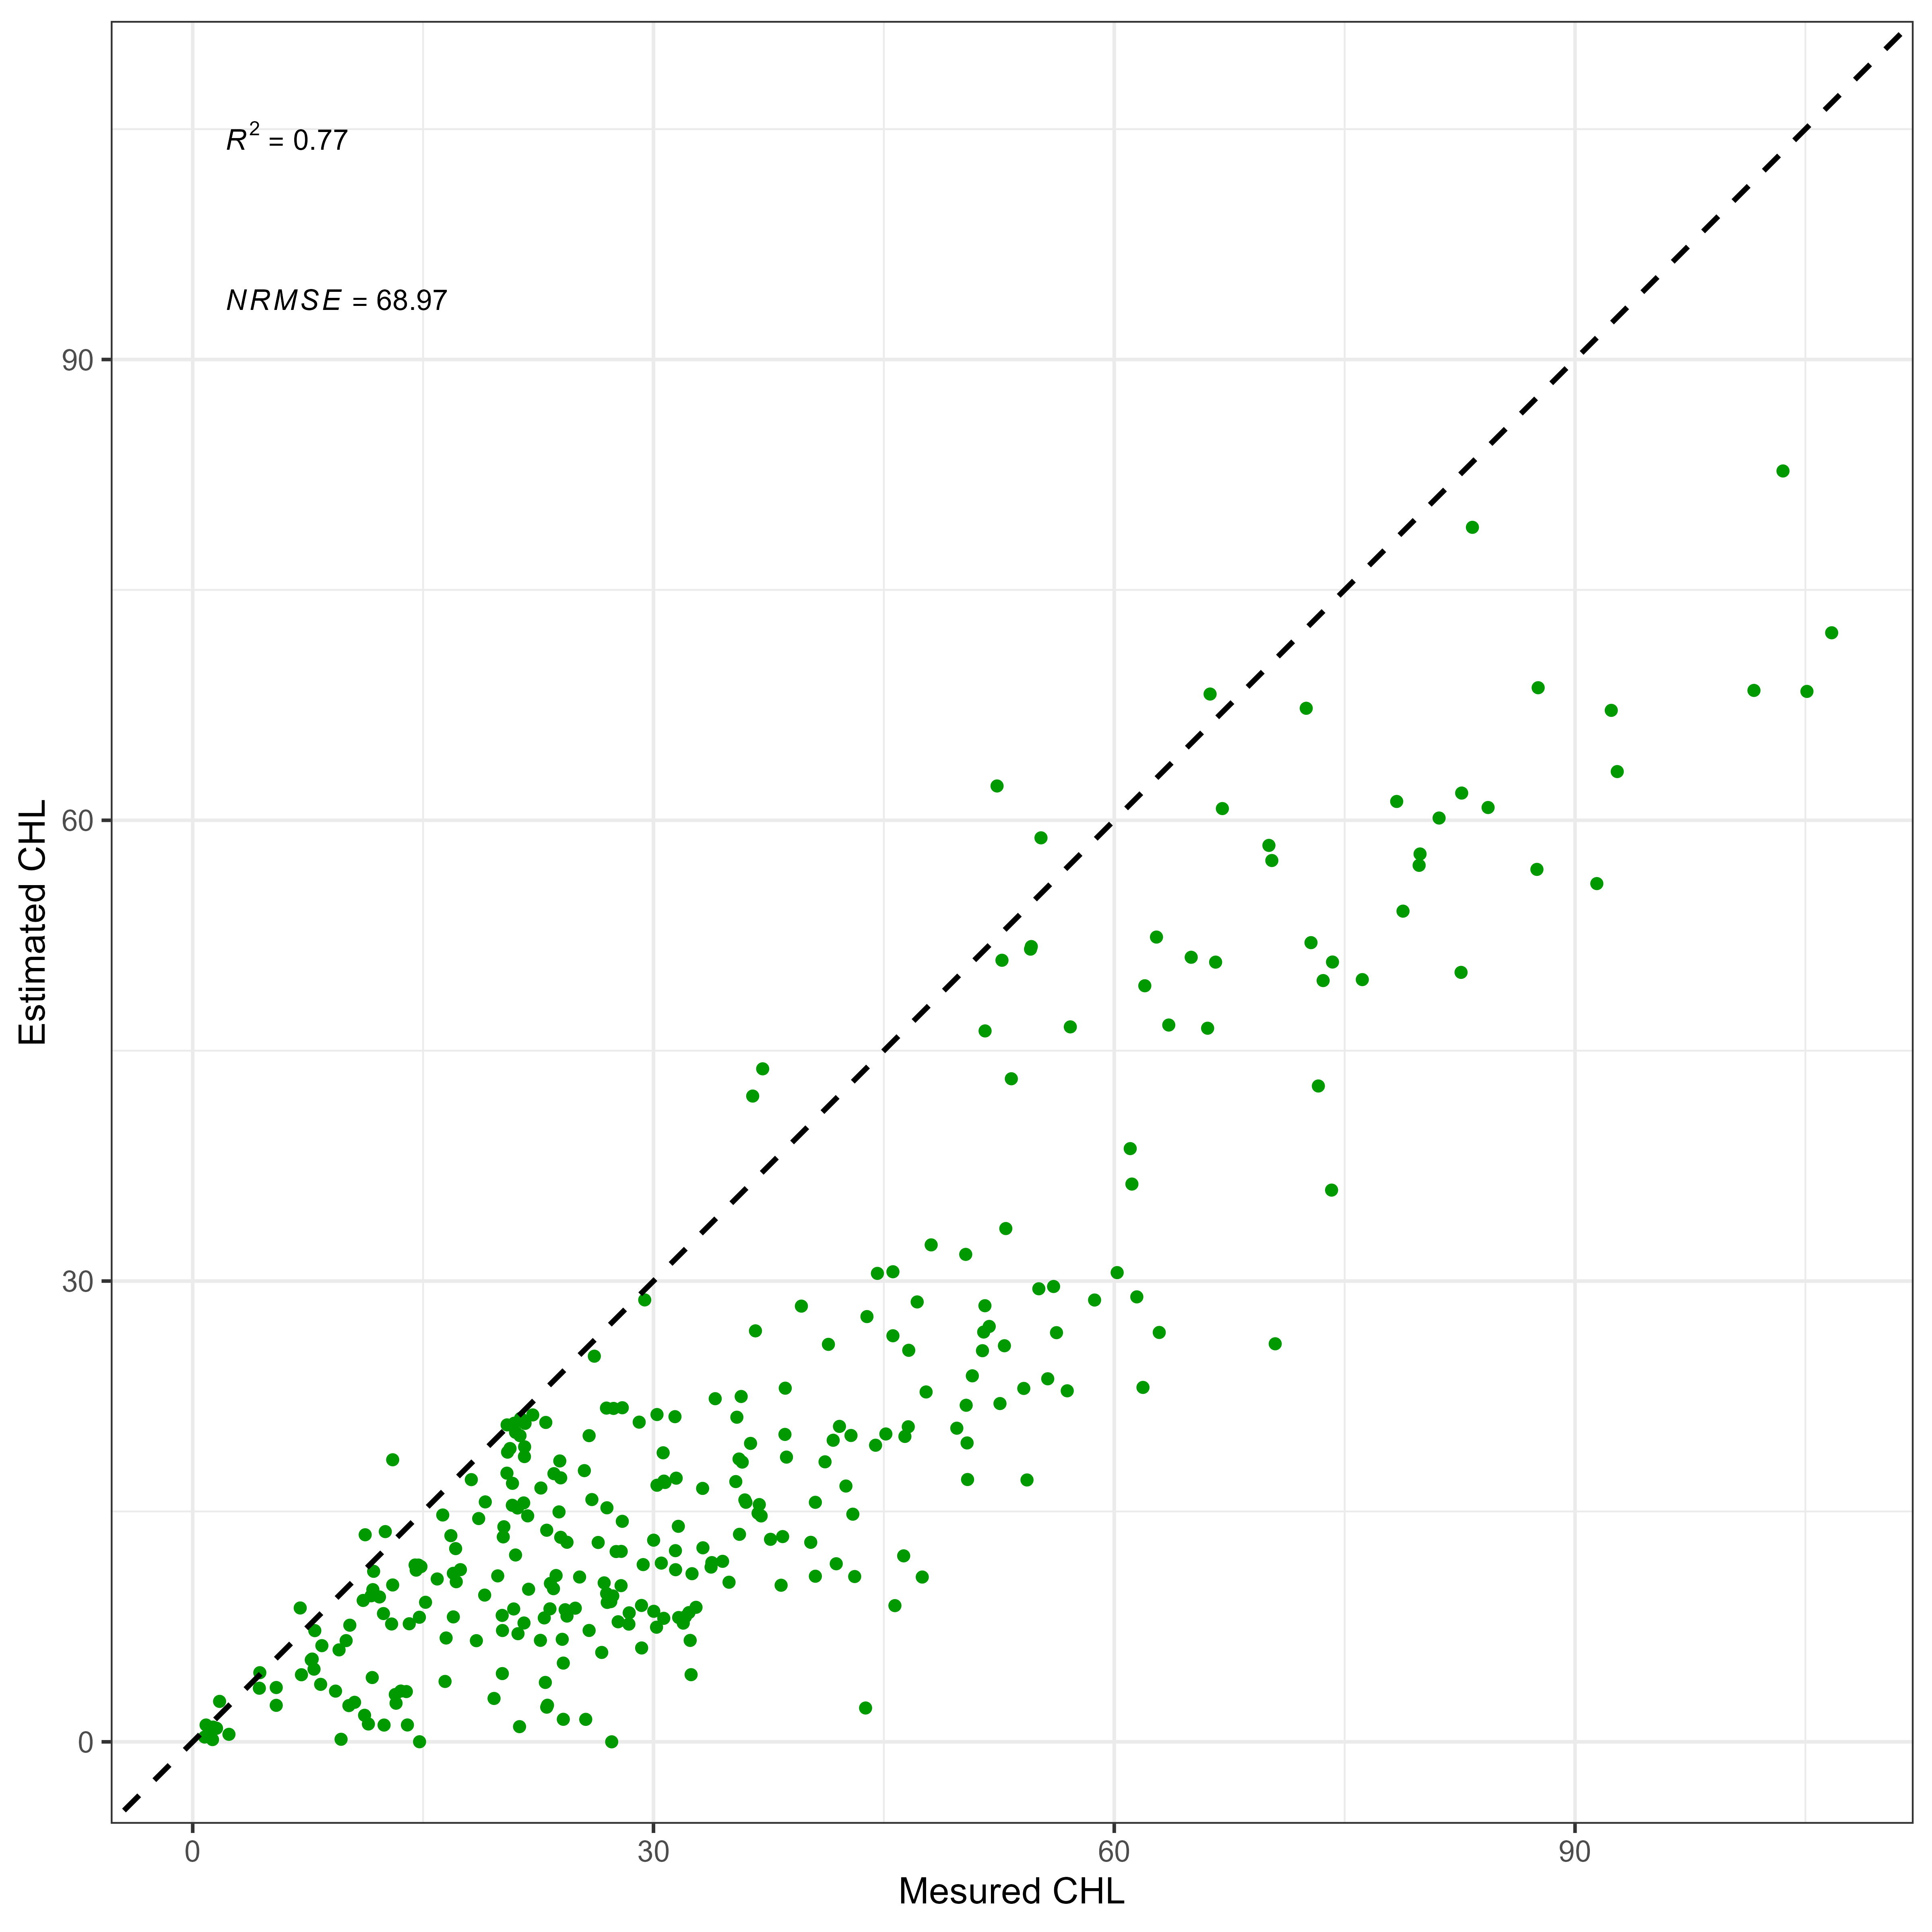 R² = 0.77
NRMSE = 68.97
90
60
30
0
0 30 60 90
Mesured CHL
Estimated CHL